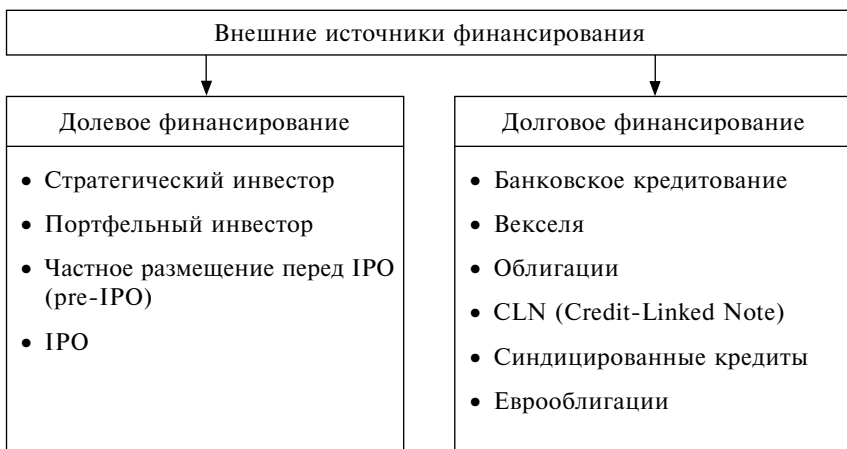 Внешние источники финансирования
Долевое финансирование
• Стратегический инвестор
• Портфельный инвестор
• Частное размещение перед IPO
(pre-IPO)
• IPO
Долговое финансирование
• Банковское кредитование
• Векселя
• Облигации
• CLN (Credit-Linked Note)
• Синдицированные кредиты
• Еврооблигации